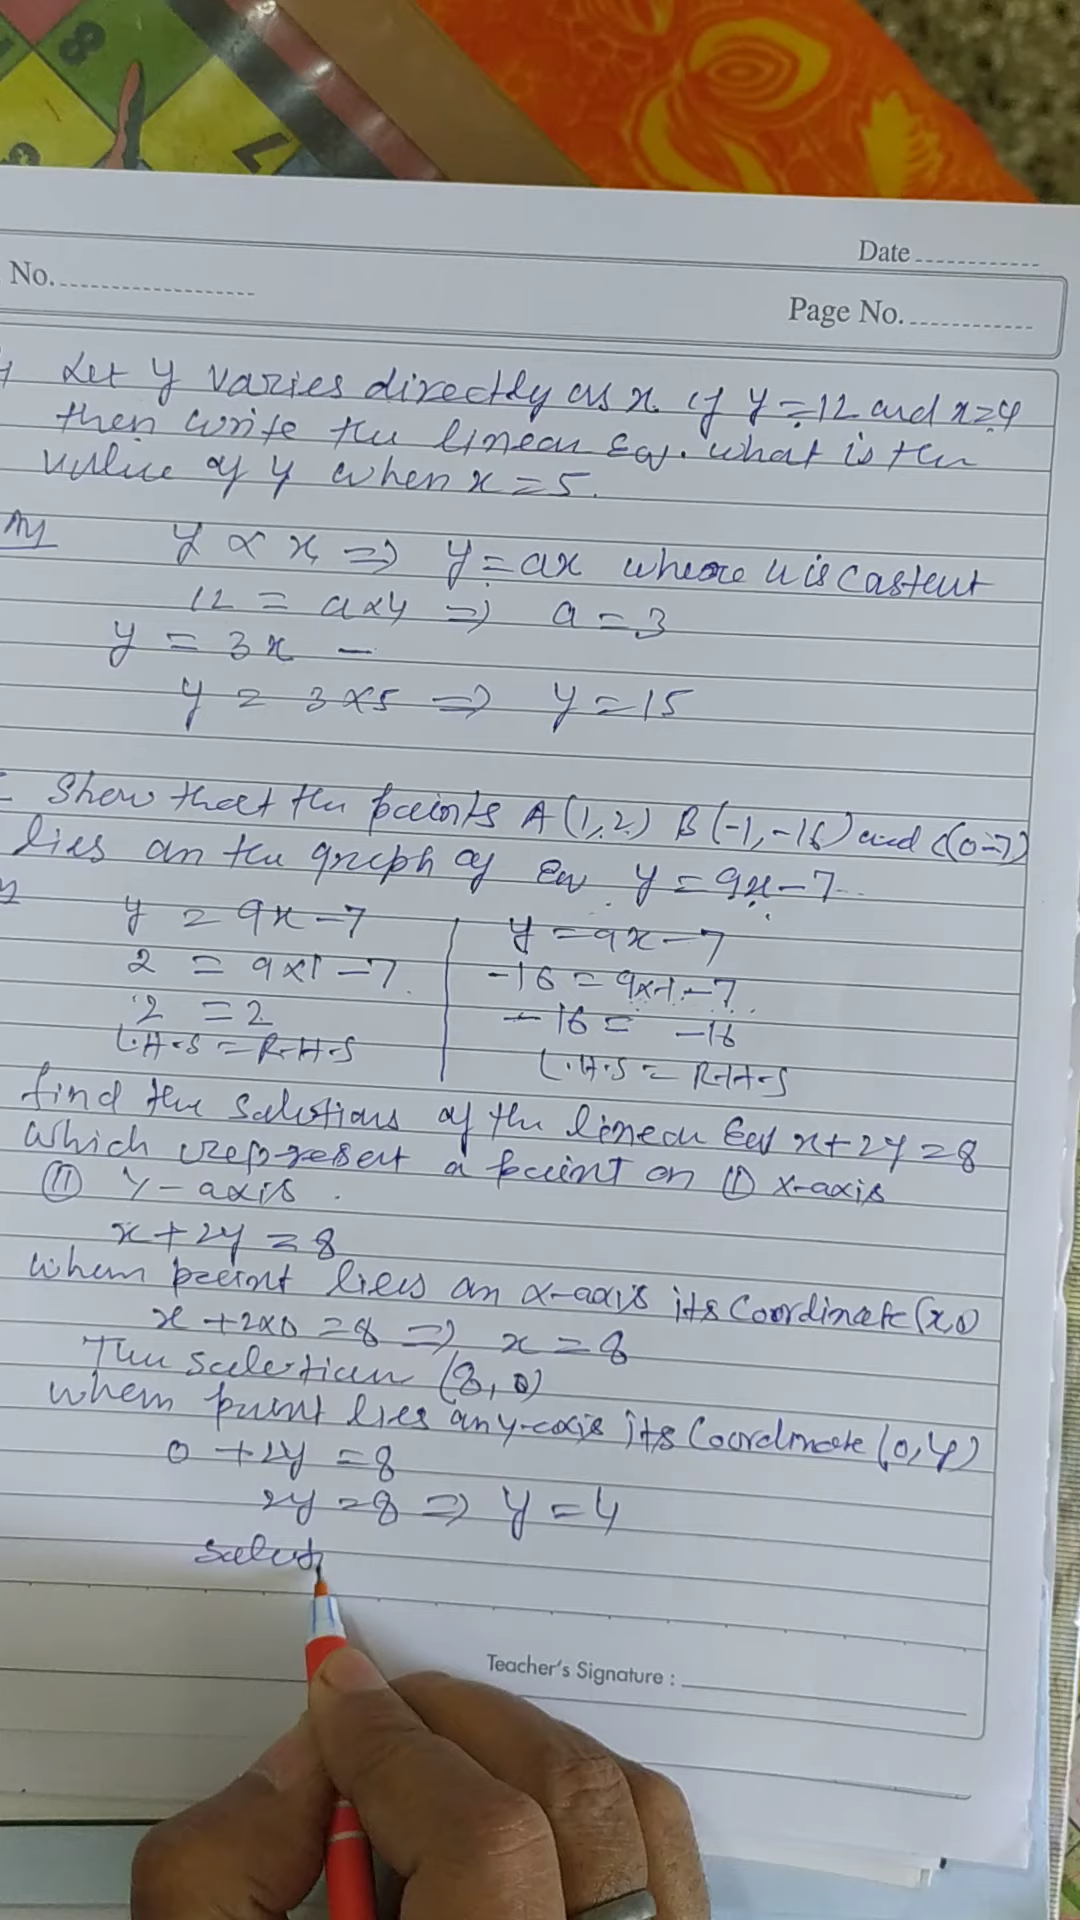 8
7
Date
No.
Page No.
Let y varies directly as x. if y = 12 and x = 4
then write the linear Eq. what is the
value of y when x = 5.
y ∝ x ⇒ y = ax where a is
12 = a×4 ⇒ a = 3
y = 3x –
y = 3×5 ⇒ y = 15
Show that the points A(1,2) B(-1,-16) and C(0-7)
lies on the graph of y = 9x-7
y = 9x-7
2 = 9×1-7
2 = 2
L.H.S = R.H.S
y = 9x-7
-16 = 9×-1-7
-16 = -16
L.H.S = R.H.S
find the solutions of the linear x+2y=8
which represent a point on (I) x-axis
(II) Y-axis.
x+2y=8
when point lies on x-axis its Coordinate (x,0)
x+2×0=8 ⇒ x=8
The solution (8,0)
when point lies on y-axis its Coordinate (0,y)
0+2y=8
2y=8 ⇒ y=4
solut
Teacher's Signature :